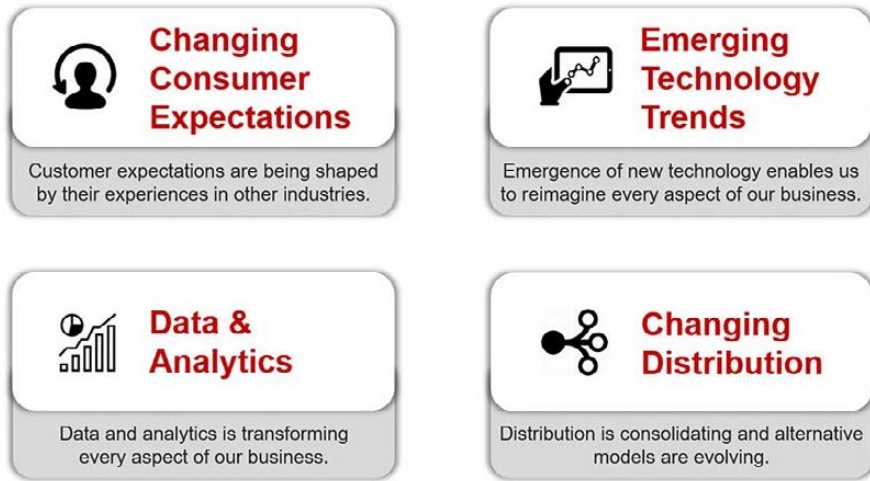 Changing
Consumer
Expectations
Customer expectations are being shaped
by their experiences in other industries.
Emerging
Technology
Trends
Emergence of new technology enables us
to reimagine every aspect of our business.
Data &
Analytics
Data and analytics is transforming
every aspect of our business.
Changing
Distribution
Distribution is consolidating and alternative
models are evolving.